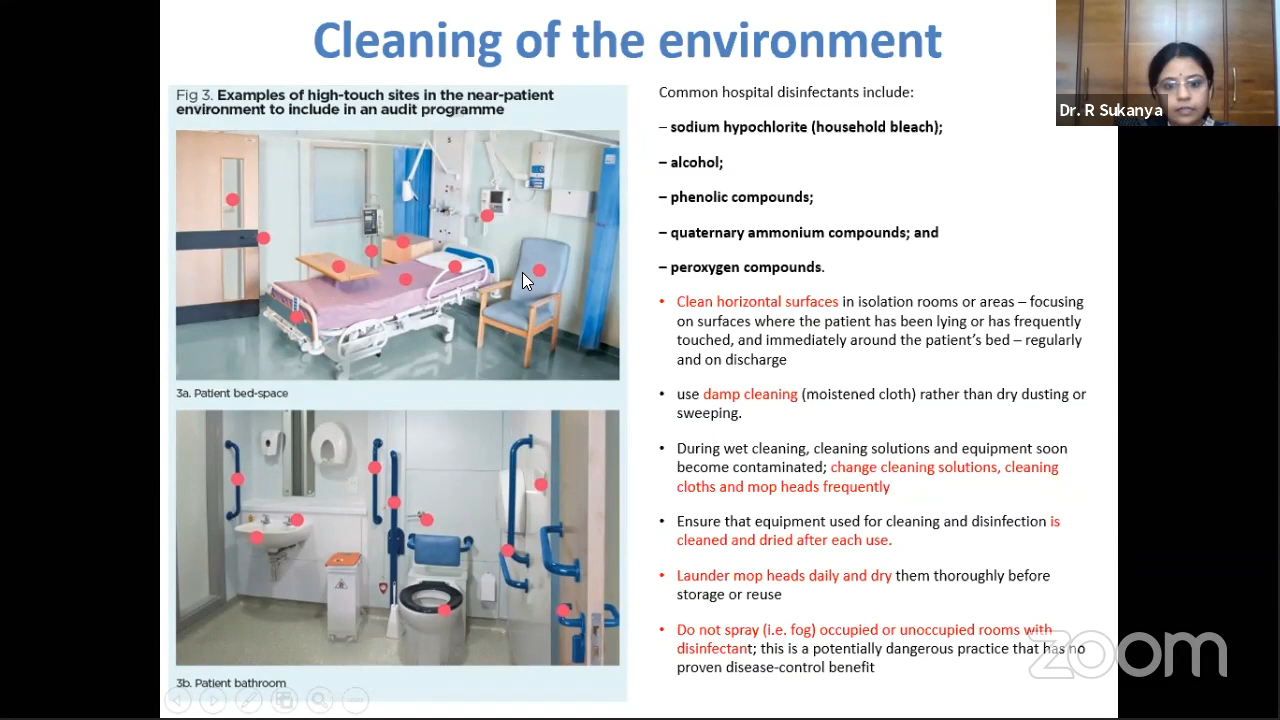 Cleaning of the environment
Dr. R Sukanya
Fig 3. Examples of high-touch sites in the near-patient
environment to include in an audit programme
3a. Patient bed-space
3b. Patient bathroom
Common hospital disinfectants include:
– sodium hypochlorite (household bleach);
– alcohol;
– phenolic compounds;
– quaternary ammonium compounds; and
– peroxygen compounds.
• Clean horizontal surfaces in isolation rooms or areas – focusing
on surfaces where the patient has been lying or has frequently
touched, and immediately around the patient's bed – regularly
and on discharge
• use damp cleaning (moistened cloth) rather than dry dusting or
sweeping.
• During wet cleaning, cleaning solutions and equipment soon
become contaminated; change cleaning solutions, cleaning
cloths and mop heads frequently
• Ensure that equipment used for cleaning and disinfection is
cleaned and dried after each use.
• Launder mop heads daily and dry them thoroughly before
storage or reuse
• Do not spray (i.e. fog) occupied or unoccupied rooms with
disinfectant; this is a potentially dangerous practice that has no
proven disease-control benefit
zoom